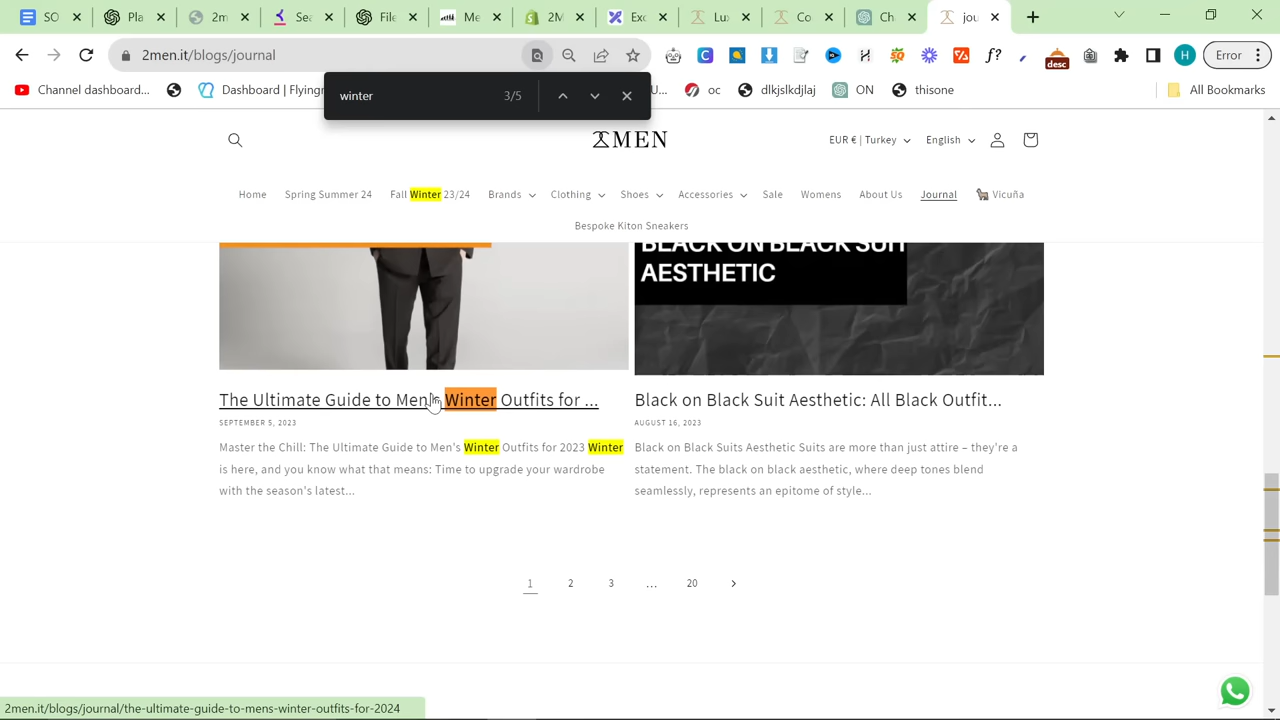 SO
Pla
Se
2M
Ce
Pe
Co
Ch
jou
2men.it/blogs/journal
Error
Channel dashboard...
Dashboard | Flyingr...
U...
oc
dlkjslkdjlaj
ON
thisone
All Bookmarks
winter 3/5
MEN
EUR € | Turkey
English
Home Spring Summer 24 Fall Winter 23/24 Brands Clothing Shoes Accessories Sale Womens About Us Journal 🦙 Vicuña
Bespoke Kiton Sneakers
BLACK ON BLACK SUIT
AESTHETIC
The Ultimate Guide to Men's Winter Outfits for ...
SEPTEMBER 5, 2023
Master the Chill: The Ultimate Guide to Men's Winter Outfits for 2023 Winter
is here, and you know what that means: Time to upgrade your wardrobe
with the season's latest...
Black on Black Suit Aesthetic: All Black Outfit...
AUGUST 16, 2023
Black on Black Suits Aesthetic Suits are more than just attire – they're a
statement. The black on black aesthetic, where deep tones blend
seamlessly, represents an epitome of style...
1 2 3 … 20
2men.it/blogs/journal/the-ultimate-guide-to-mens-winter-outfits-for-2024